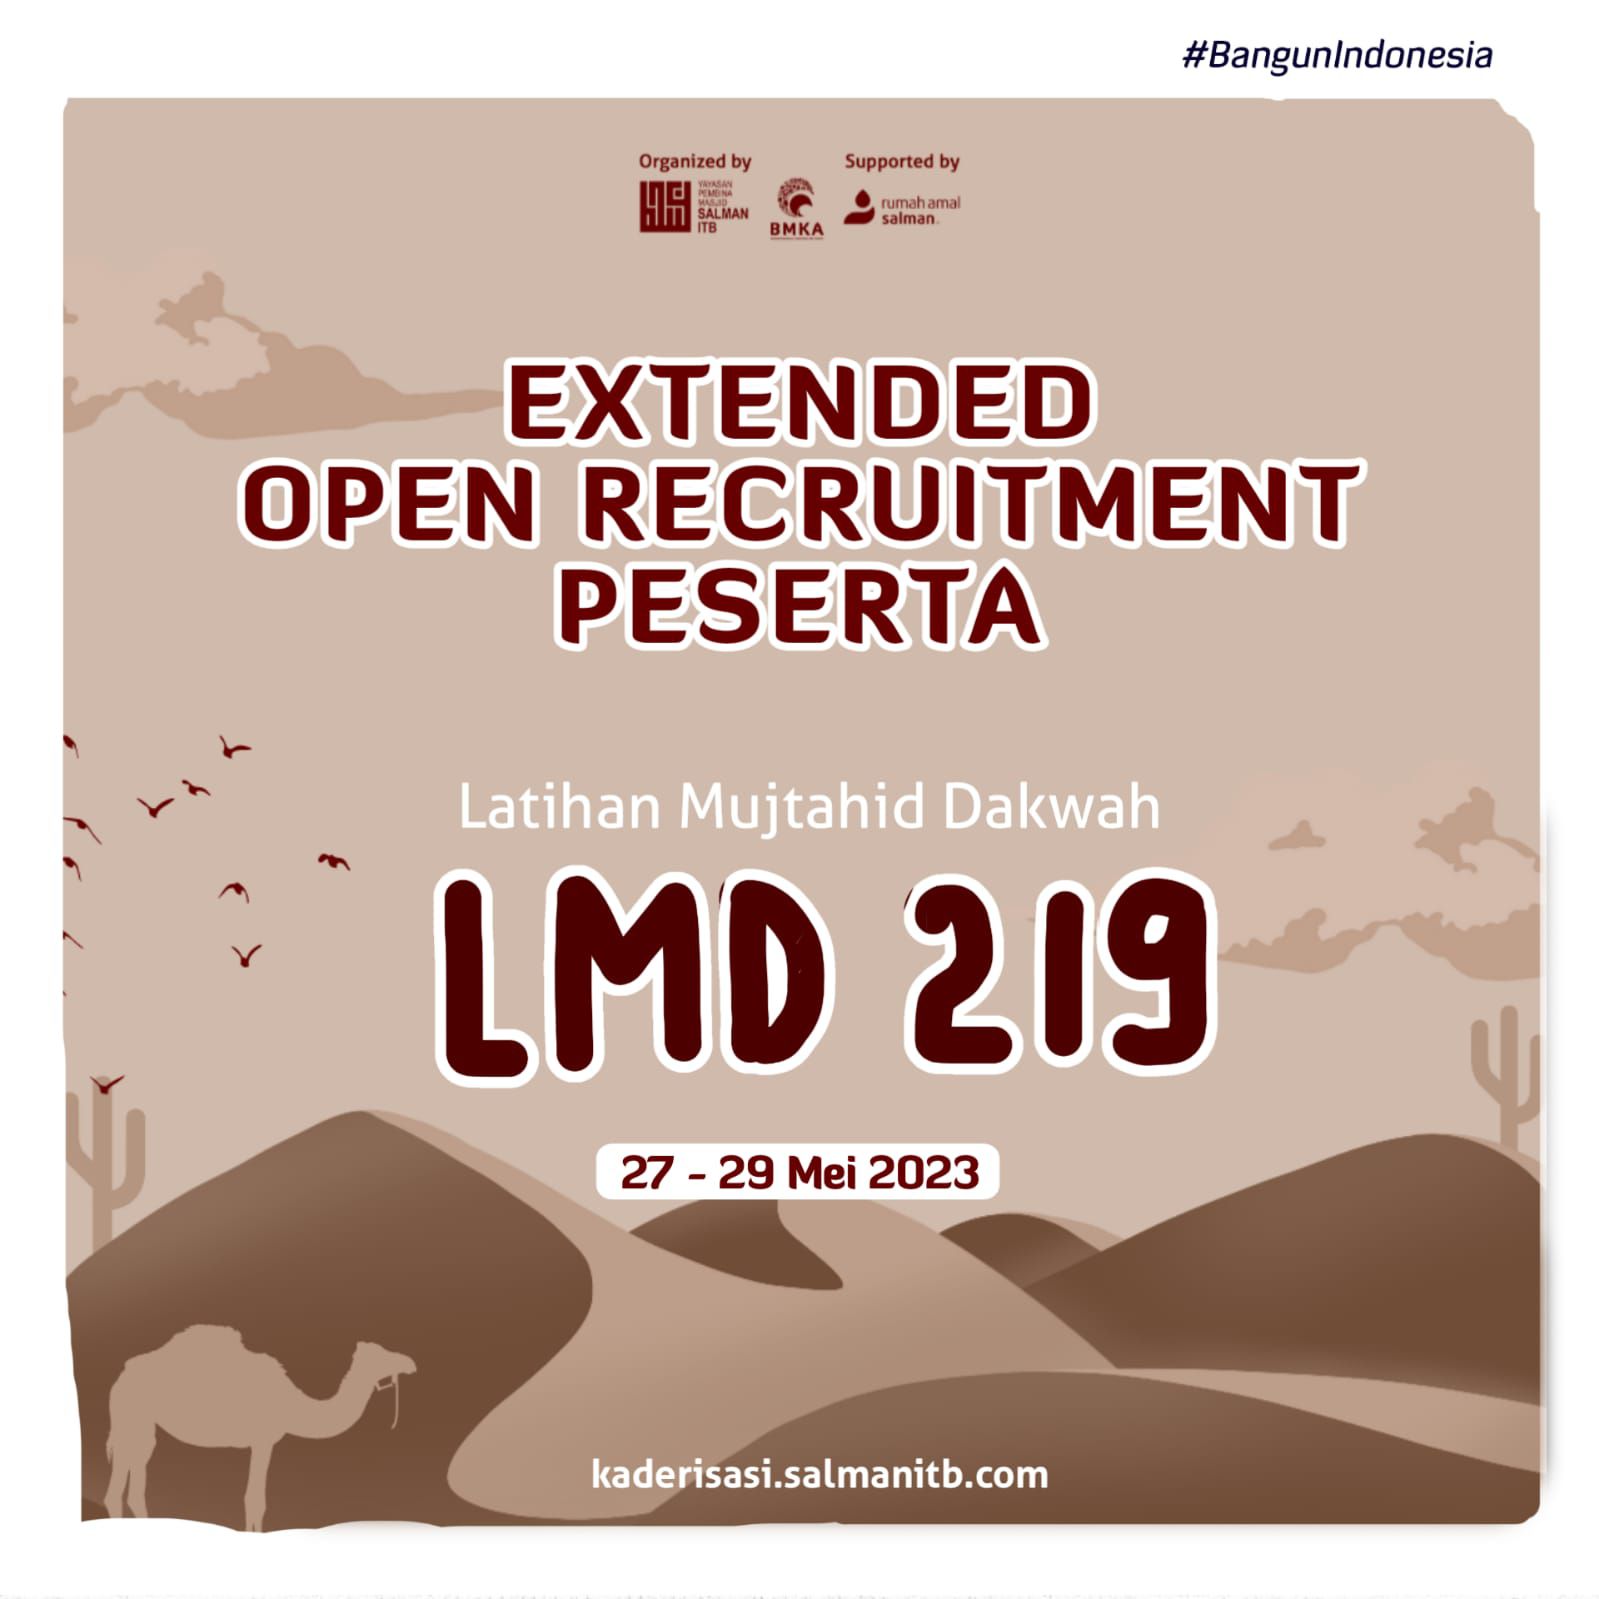 #BangunIndonesia
Organized by
YAYASAN
PEMBINA
MASJID
SALMAN
ITB
BMKA
Supported by
rumah amal
salman.
EXTENDED
OPEN RECRUITMENT
PESERTA
Latihan Mujtahid Dakwah
LMD 219
27 - 29 Mei 2023
kaderisasi.salmanitb.com